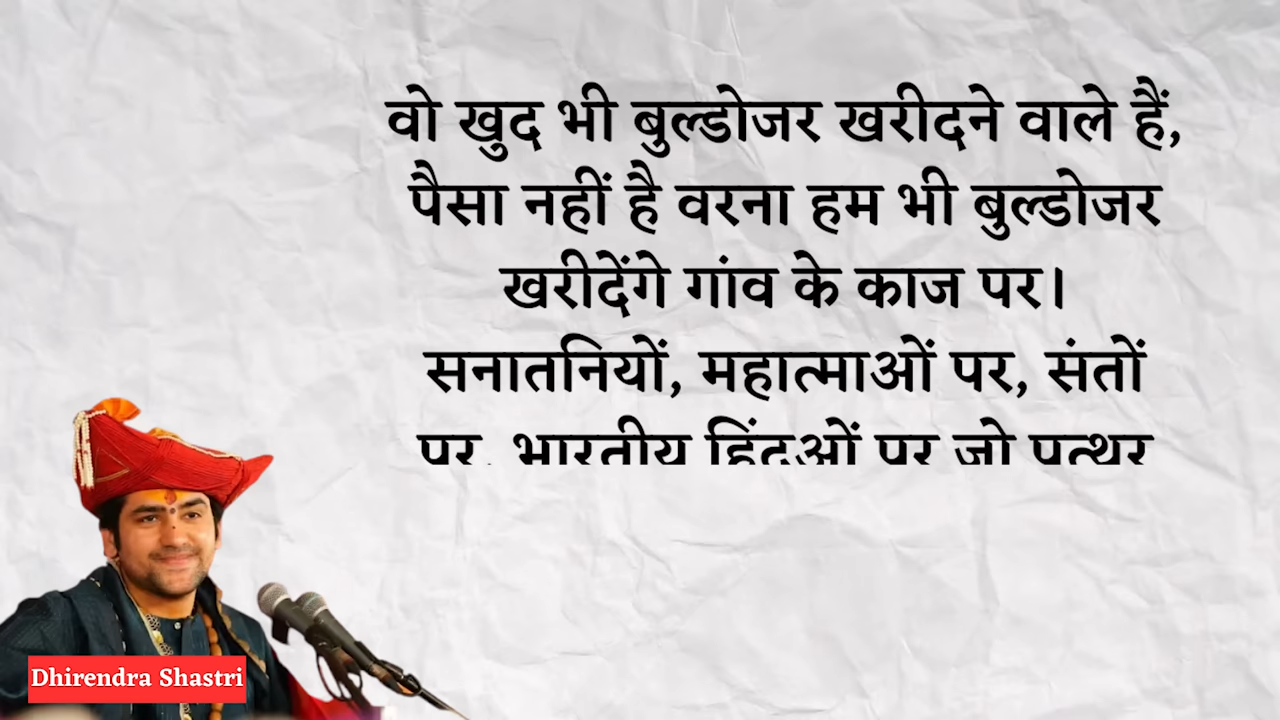 वो खुद भी बुल्डोजर खरीदने वाले हैं,
पैसा नहीं है वरना हम भी बुल्डोजर
खरीदेंगे गांव के काज पर।
सनातनियों, महात्माओं पर, संतों
पर, भारतीय हिंदुओं पर जो पत्थर
Dhirendra Shastri